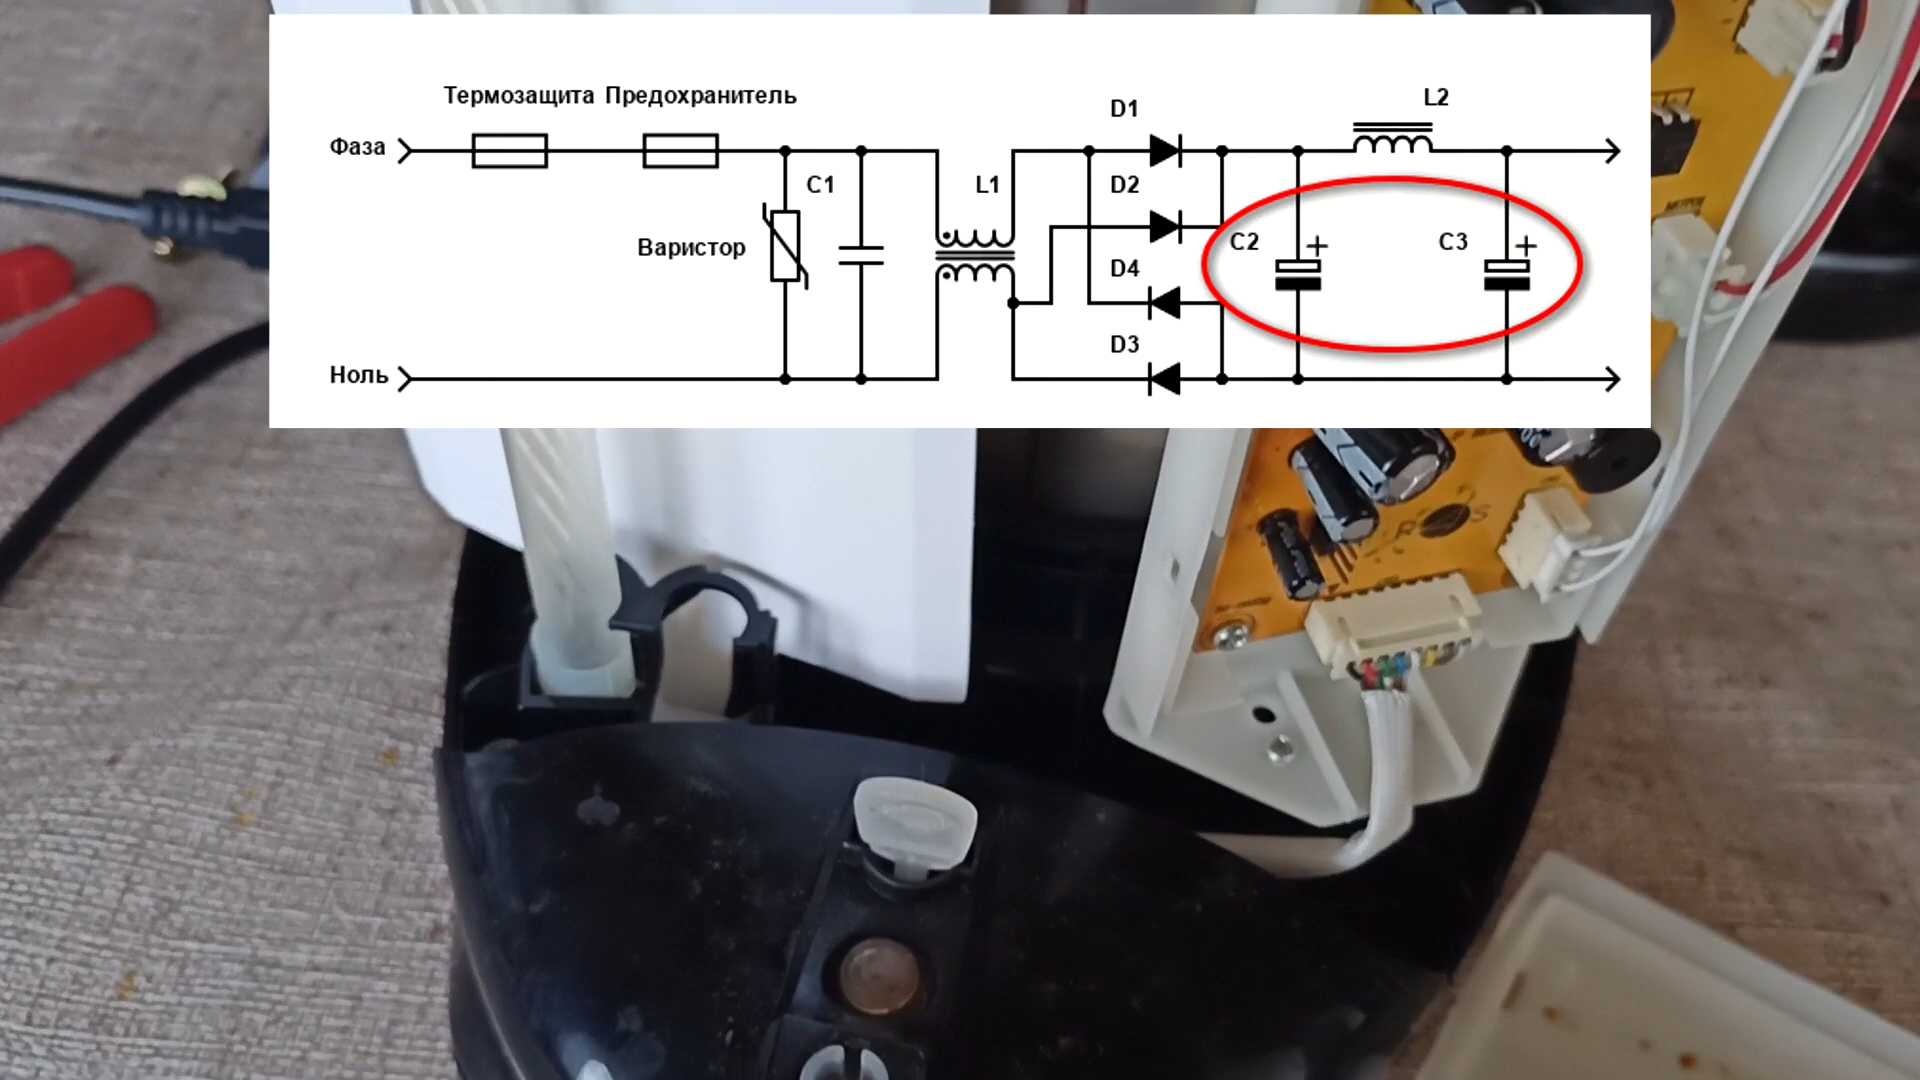 Термозащита Предохранитель
D1
L2
Фаза
C1
L1
D2
Варистор
C2
+
C3
+
D4
D3
Ноль